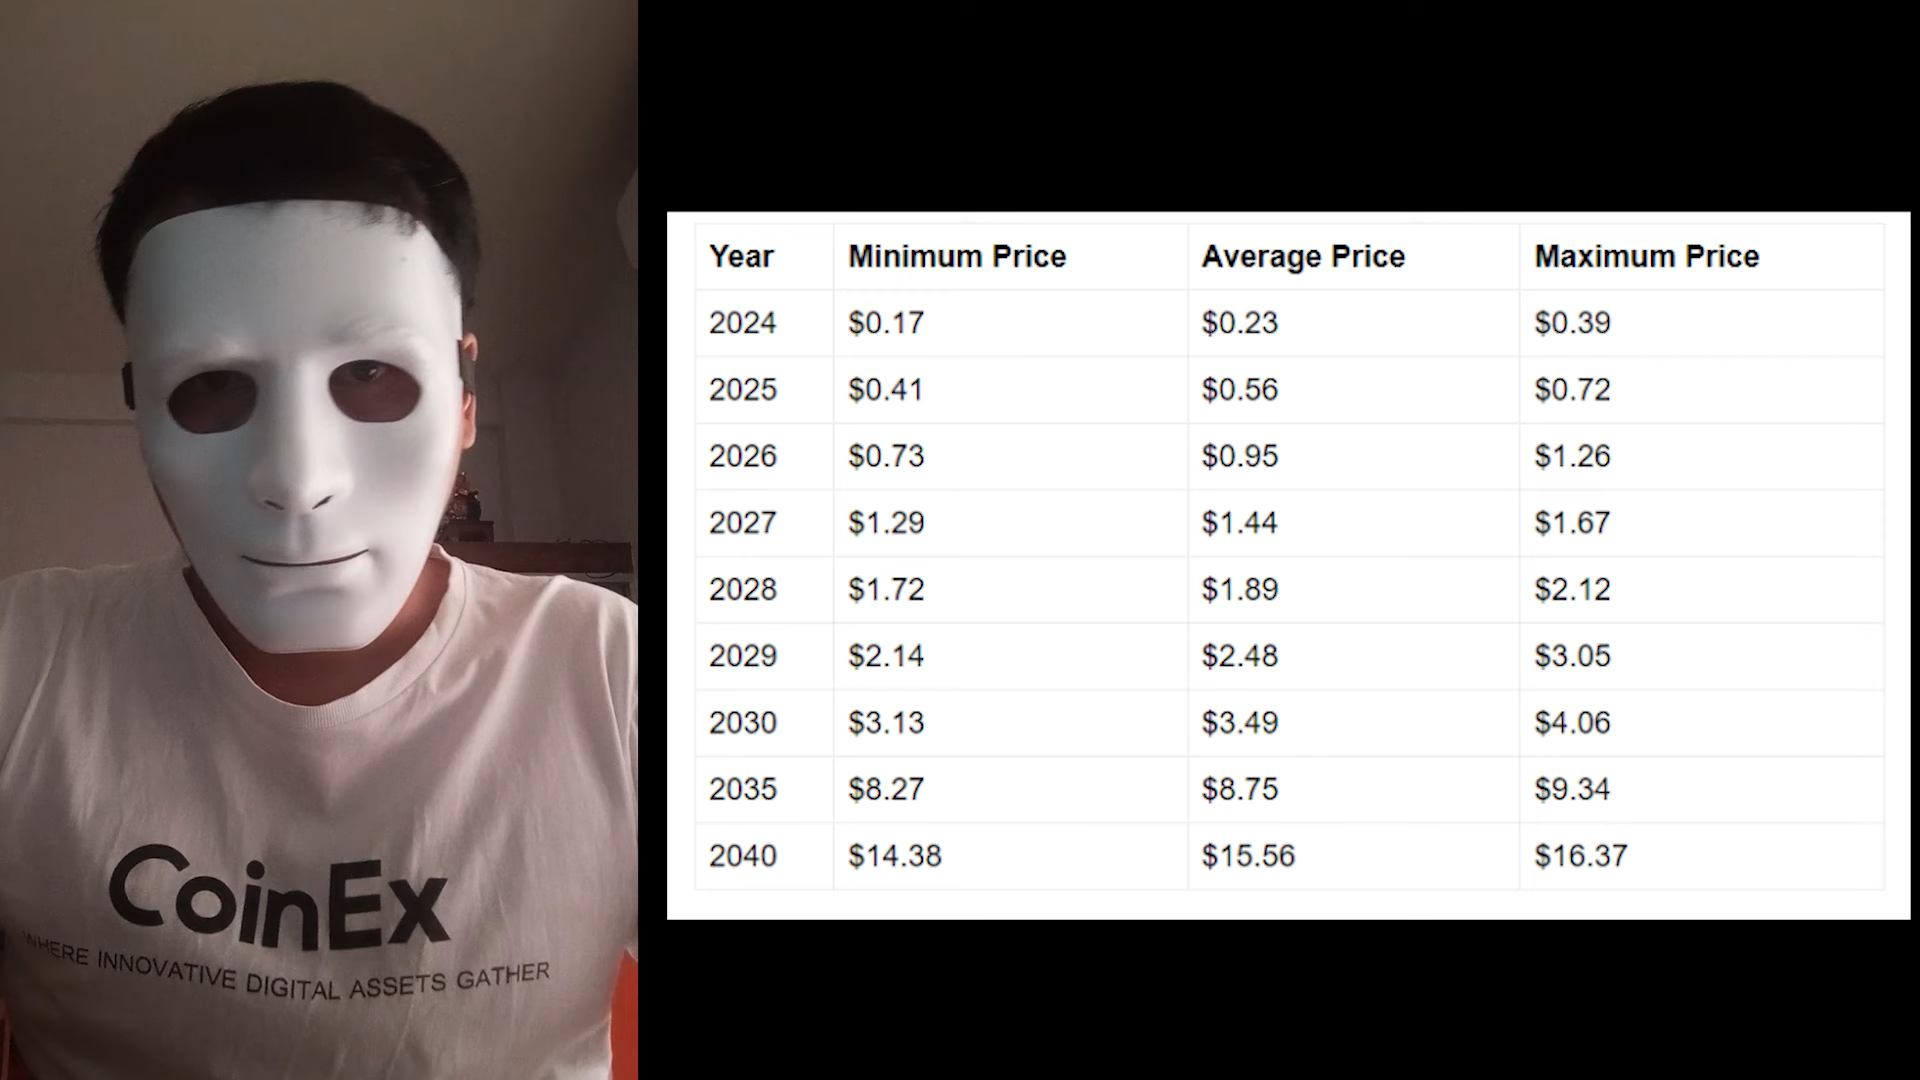 CoinEx
WHERE INNOVATIVE DIGITAL ASSETS GATHER
Year Minimum Price Average Price Maximum Price
2024 $0.17 $0.23 $0.39
2025 $0.41 $0.56 $0.72
2026 $0.73 $0.95 $1.26
2027 $1.29 $1.44 $1.67
2028 $1.72 $1.89 $2.12
2029 $2.14 $2.48 $3.05
2030 $3.13 $3.49 $4.06
2035 $8.27 $8.75 $9.34
2040 $14.38 $15.56 $16.37